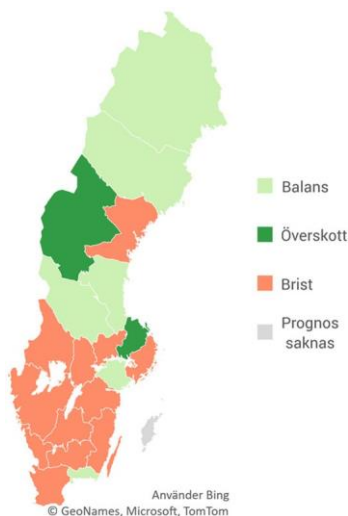 Balans
Överskott
Brist
Prognos
saknas
Använder Bing
© GeoNames, Microsoft, TomTom